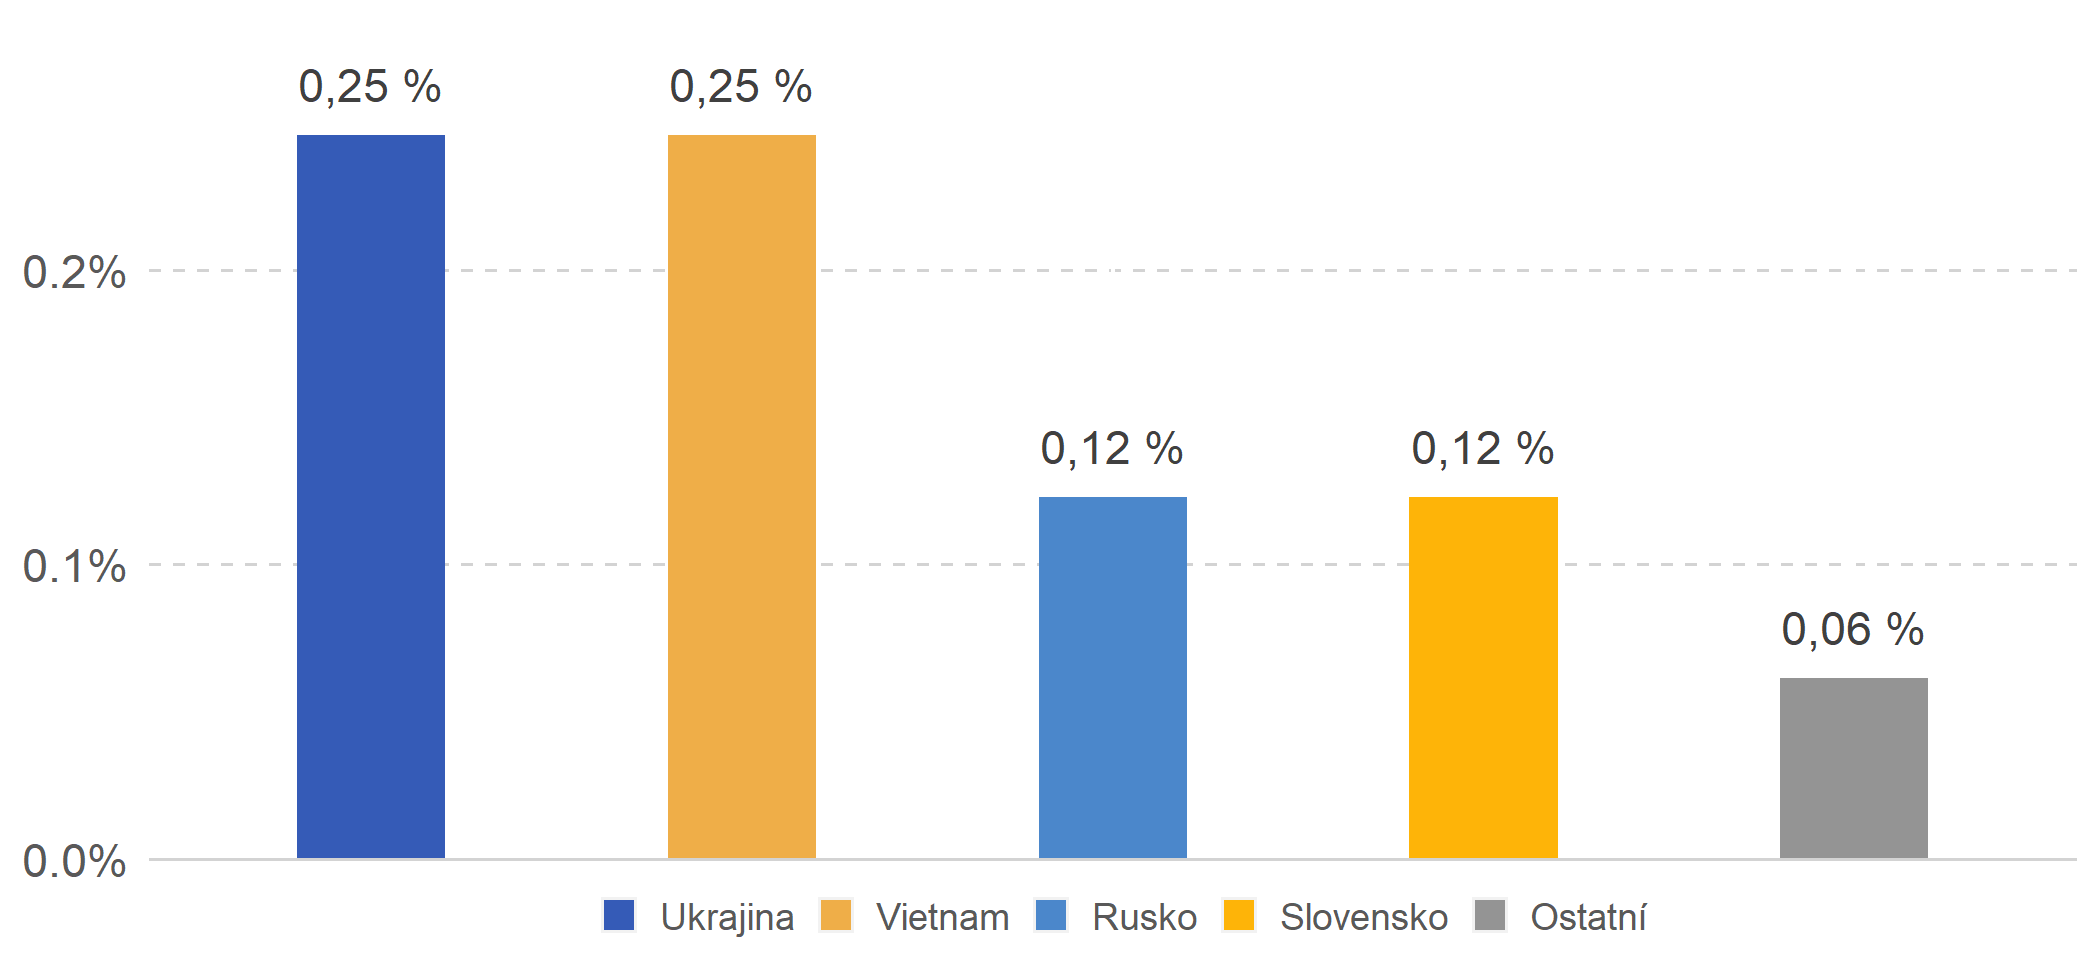 0,25 %
0,25 %
0.2%
0,12 %
0,12 %
0.1%
0,06 %
0.0%
Ukrajina
Vietnam
Rusko
Slovensko
Ostatní